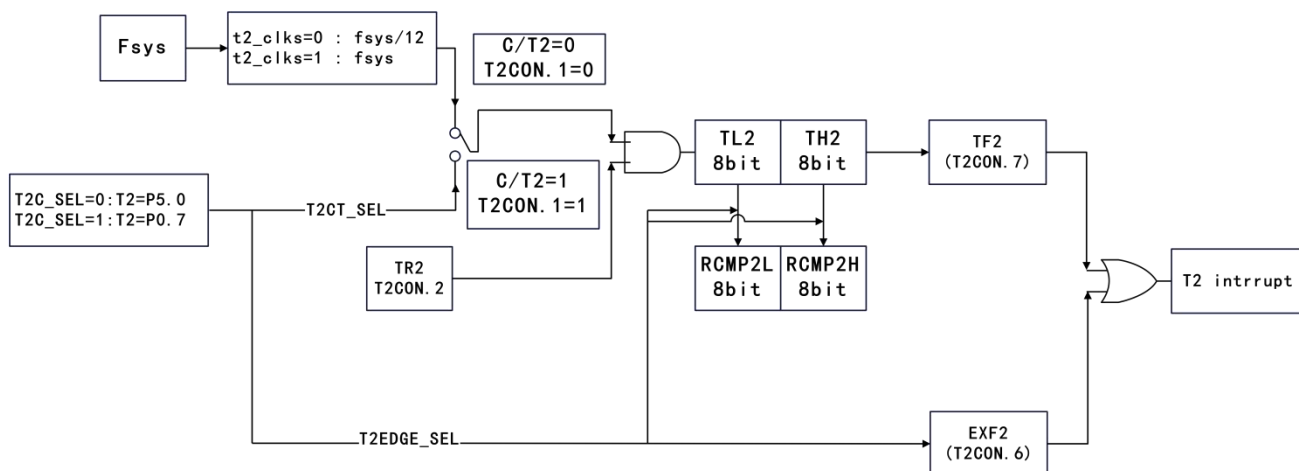 Fsys
t2_clks=0 : fsys/12
t2_clks=1 : fsys
C/T2=0
T2CON.1=0
TL2
8bit
TH2
8bit
TF2
(T2CON.7)
C/T2=1
T2CON.1=1
T2C_SEL=0:T2=P5.0
T2C_SEL=1:T2=P0.7
T2CT_SEL
TR2
T2CON.2
RCMP2L
8bit
RCMP2H
8bit
T2 intrrupt
T2EDGE_SEL
EXF2
(T2CON.6)